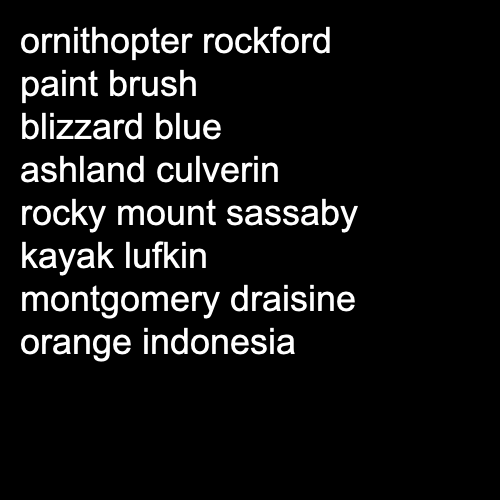 ornithopter rockford
paint brush
blizzard blue
ashland culverin
rocky mount sassaby
kayak lufkin
montgomery draisine
orange indonesia